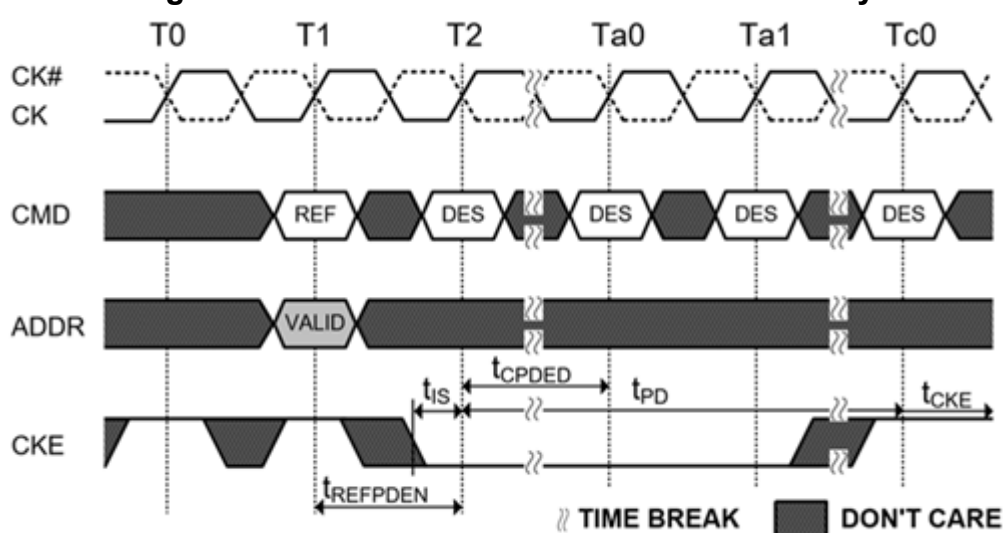 T0 T1 T2 Ta0 Ta1 Tc0
CK#
CK
CMD REF DES DES DES DES
ADDR VALID
tCPDED
tIS tPD tCKE
CKE
tREFPDEN
TIME BREAK DON'T CARE